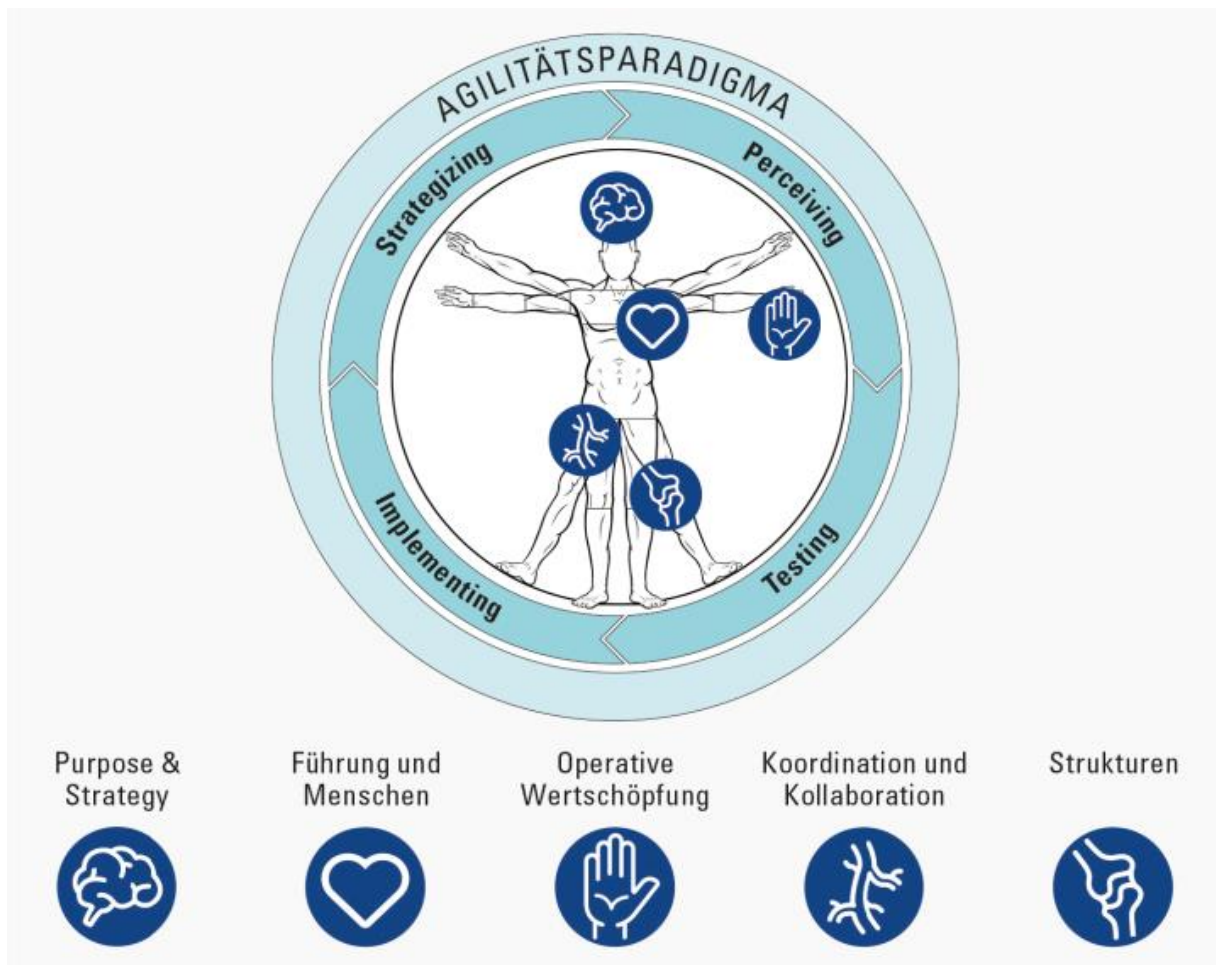 AGILITÄTSPARADIGMA
Strategizing
Perceiving
Implementing
Testing
Purpose &
Strategy
Führung und
Menschen
Operative
Wertschöpfung
Koordination und
Kollaboration
Strukturen